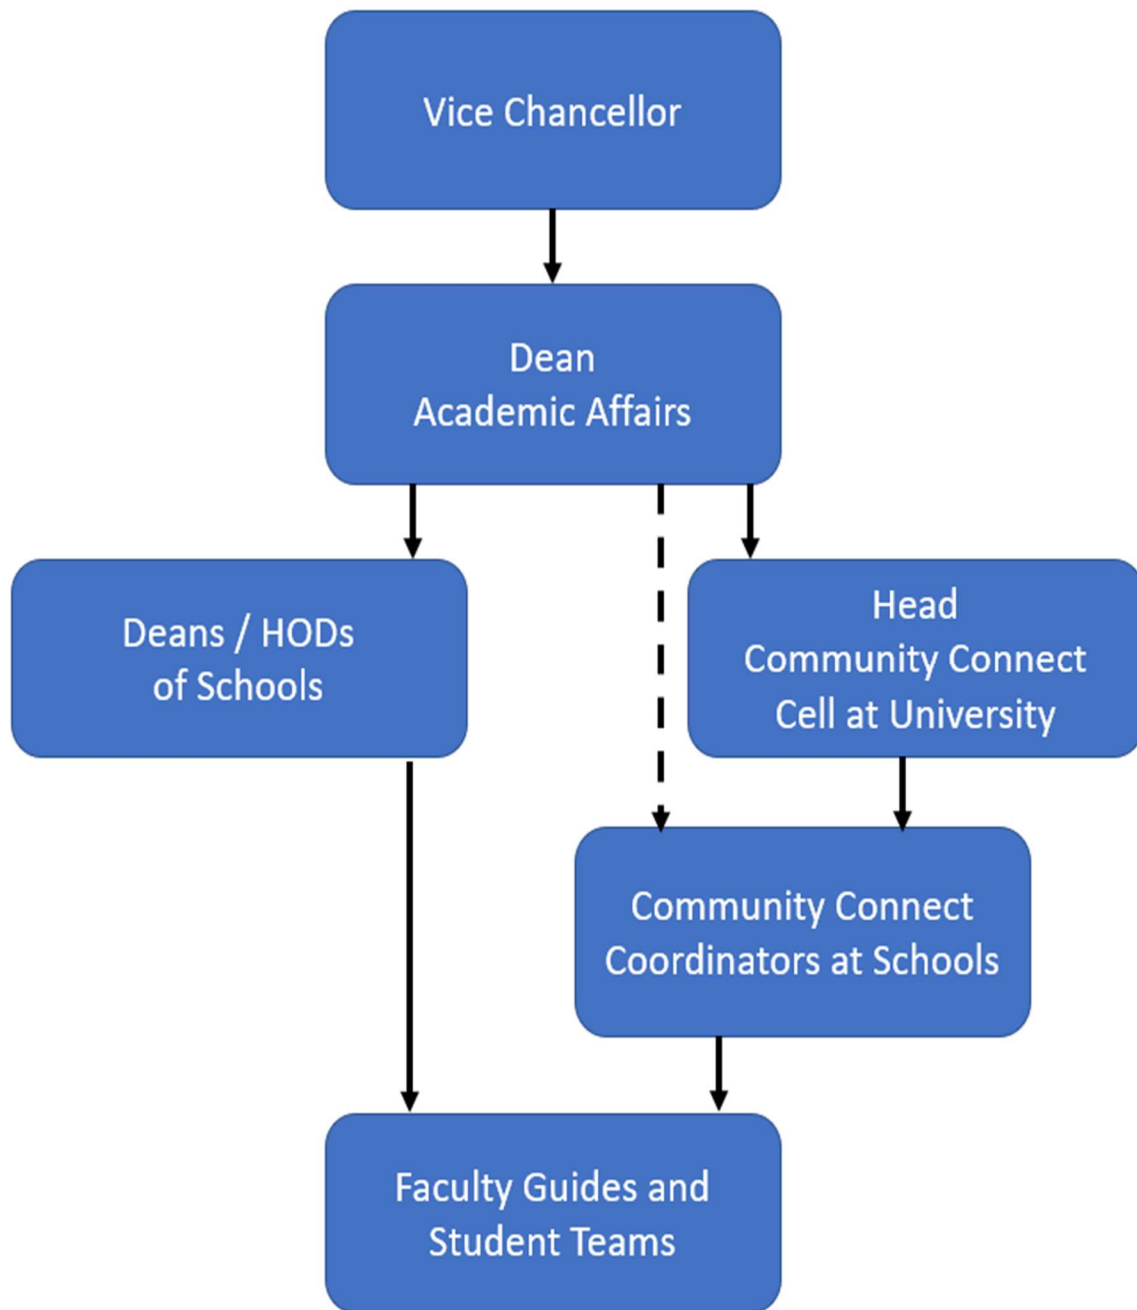 Vice Chancellor
Dean
Academic Affairs
Deans / HODs
of Schools
Head
Community Connect
Cell at University
Community Connect
Coordinators at Schools
Faculty Guides and
Student Teams